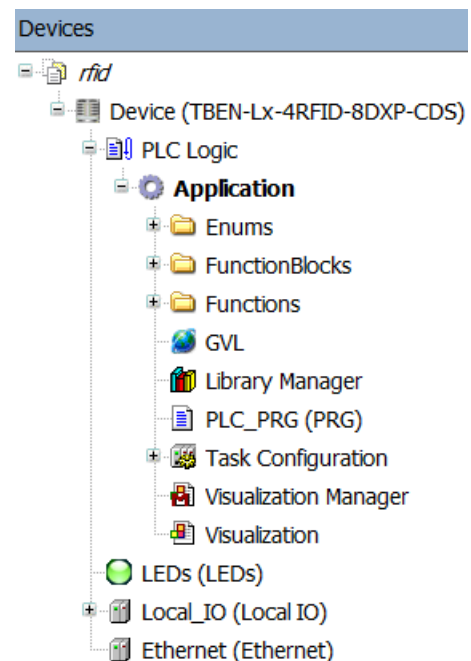 Devices
rfid
Device (TBEN-Lx-4RFID-8DXP-CDS)
PLC Logic
Application
Enums
FunctionBlocks
Functions
GVL
Library Manager
PLC_PRG (PRG)
Task Configuration
Visualization Manager
Visualization
LEDs (LEDs)
Local_IO (Local IO)
Ethernet (Ethernet)